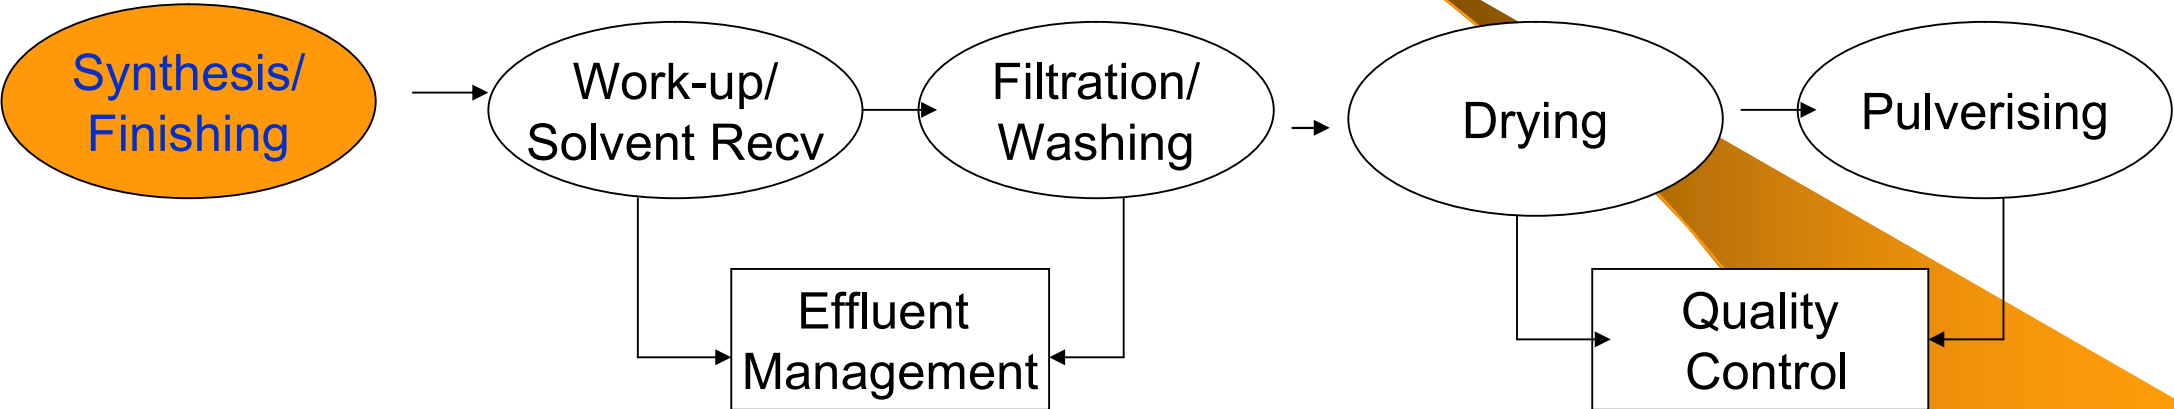 Synthesis/
Finishing
Work-up/
Solvent Recv
Filtration/
Washing
Drying
Pulverising
Effluent
Management
Quality
Control